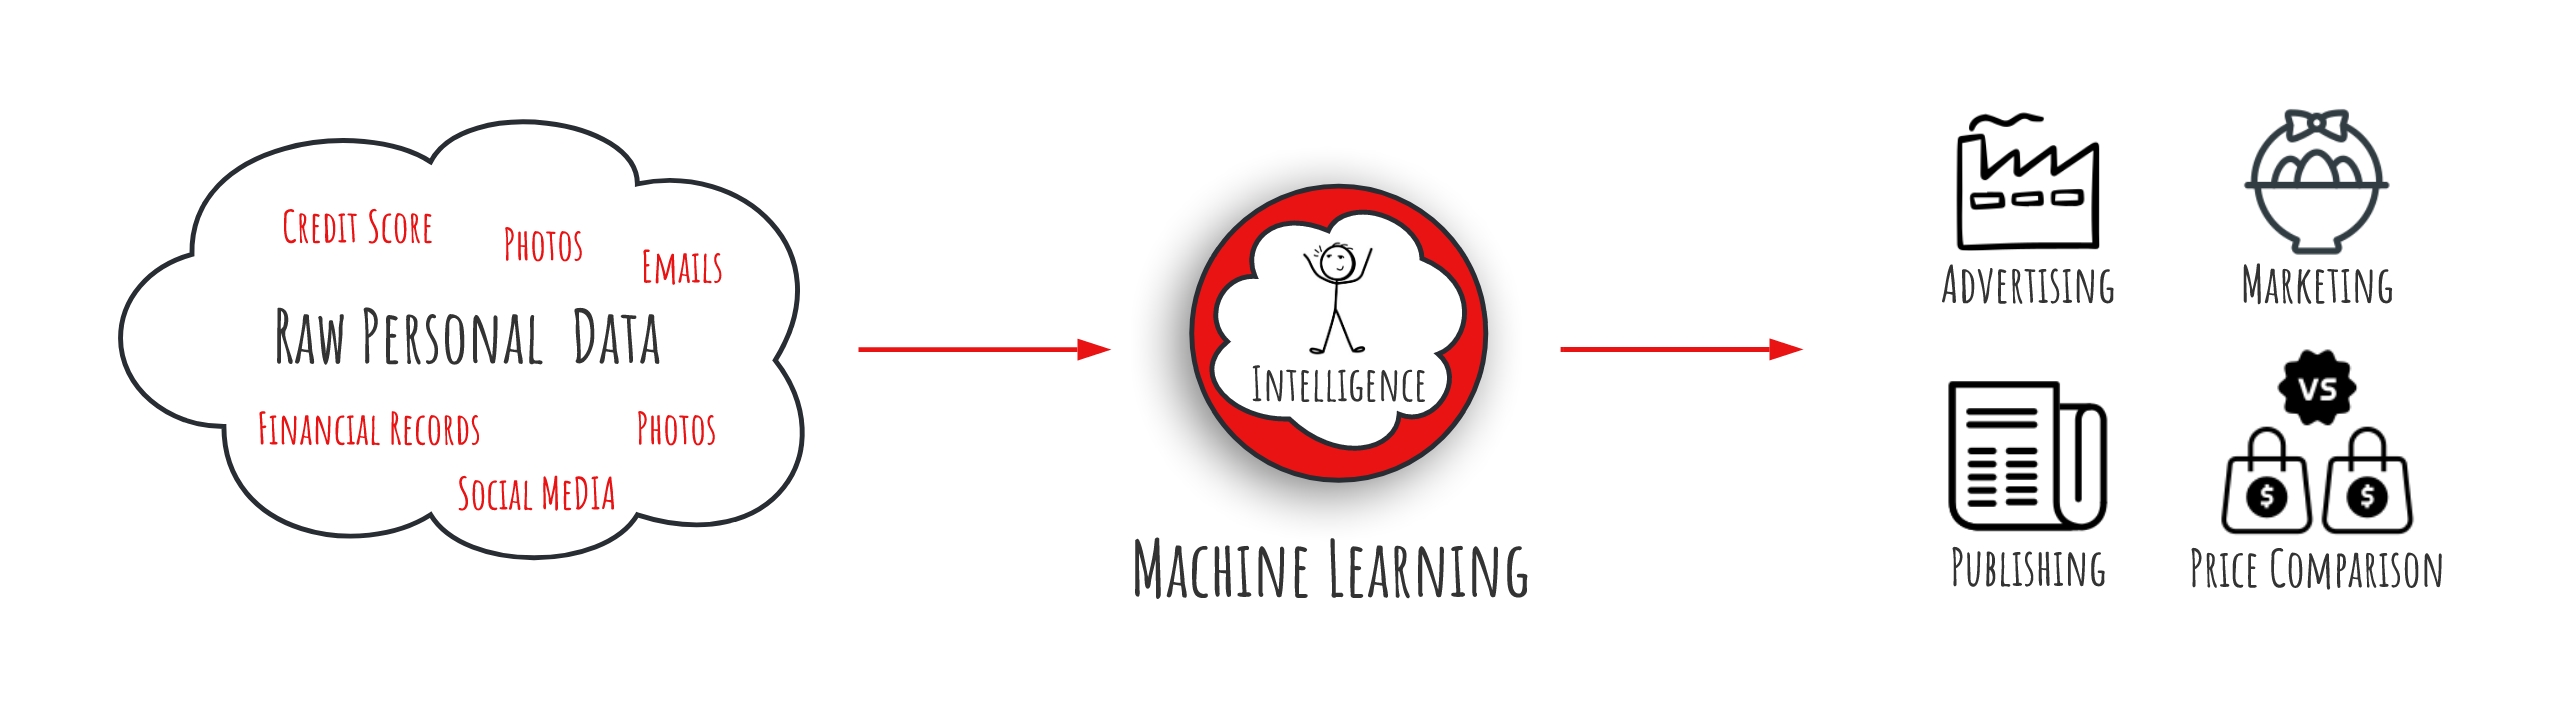 Credit Score
Photos
Emails
Raw Personal Data
Financial Records
Photos
Social MeDIA
Intelligence
Machine Learning
Advertising
Marketing
VS
$ $
Publishing
Price Comparison